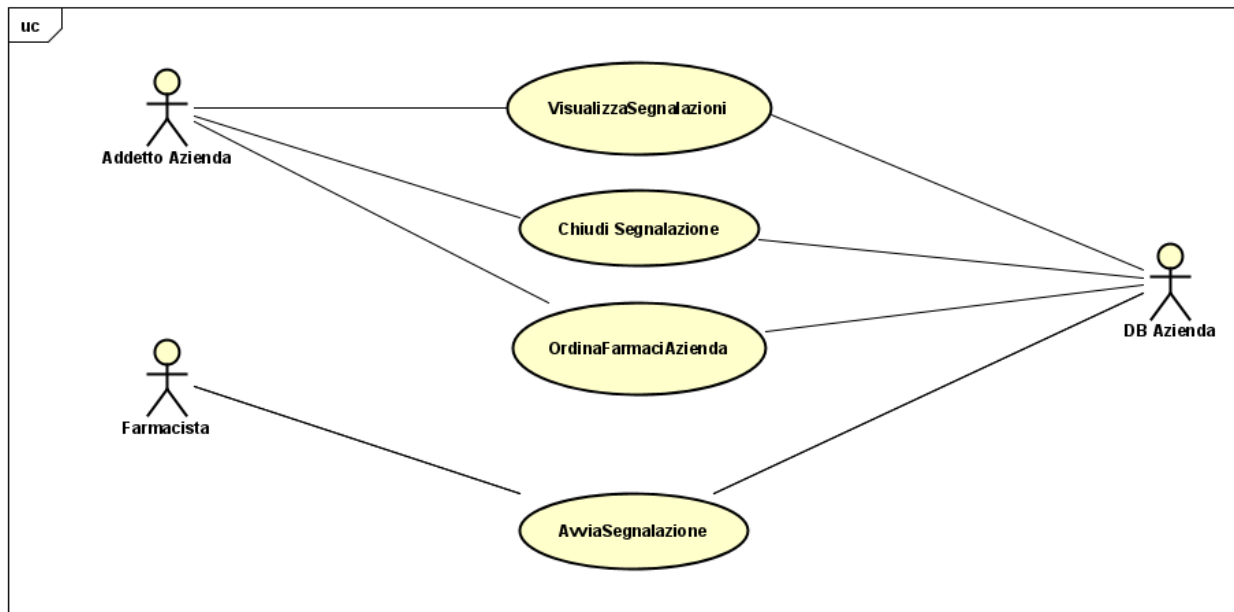 uc
Addetto Azienda
VisualizzaSegnalazioni
Chiudi Segnalazione
OrdinaFarmaciAzienda
DB Azienda
Farmacista
AvviaSegnalazione